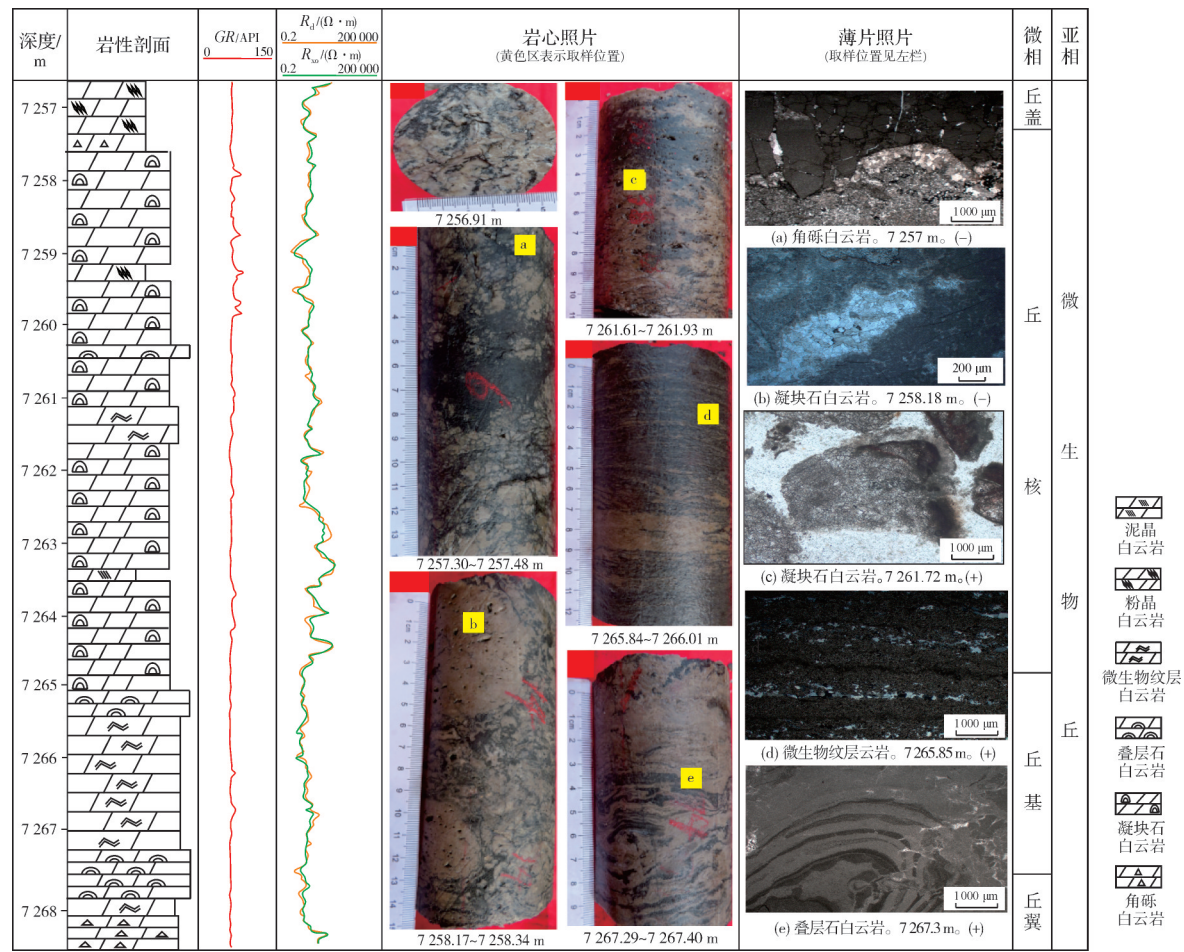 深度/
m
岩性剖面
GR/API
0 150
Rd/(Ω·m)
0.2 200 000
Rxo/(Ω·m)
0.2 200 000
岩心照片
(黄色区表示取样位置)
薄片照片
(取样位置见左栏)
微相
亚相
7 257
7 258
7 259
7 260
7 261
7 262
7 263
7 264
7 265
7 266
7 267
7 268
7 256.91 m
a
7 257.30~7 257.48 m
b
7 258.17~7 258.34 m
c
7 261.61~7 261.93 m
d
7 265.84~7 266.01 m
e
7 267.29~7 267.40 m
1000 μm
(a) 角砾白云岩。7 257 m。(-)
200 μm
(b) 凝块石白云岩。7 258.18 m。(-)
1000 μm
(c) 凝块石白云岩。7 261.72 m。(+)
1000 μm
(d) 微生物纹层云岩。7 265.85 m。(+)
1000 μm
(e) 叠层石白云岩。7 267.3 m。(+)
丘盖
丘核
丘基
丘翼
微生物丘
泥晶
白云岩
粉晶
白云岩
微生物纹层
白云岩
叠层石
白云岩
凝块石
白云岩
角砾
白云岩